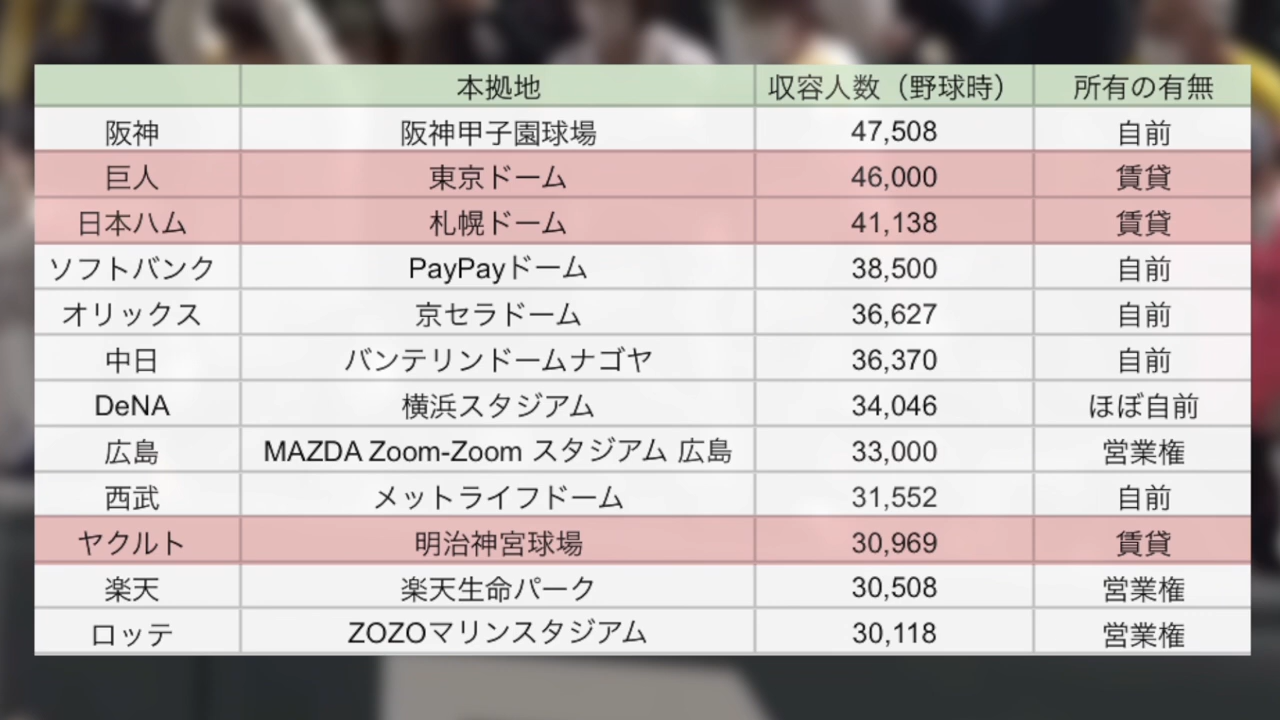 本拠地 収容人数（野球時） 所有の有無
阪神 阪神甲子園球場 47,508 自前
巨人 東京ドーム 46,000 賃貸
日本ハム 札幌ドーム 41,138 賃貸
ソフトバンク PayPayドーム 38,500 自前
オリックス 京セラドーム 36,627 自前
中日 バンテリンドームナゴヤ 36,370 自前
DeNA 横浜スタジアム 34,046 ほぼ自前
広島 MAZDA Zoom-Zoom スタジアム 広島 33,000 営業権
西武 メットライフドーム 31,552 自前
ヤクルト 明治神宮球場 30,969 賃貸
楽天 楽天生命パーク 30,508 営業権
ロッテ ZOZOマリンスタジアム 30,118 営業権